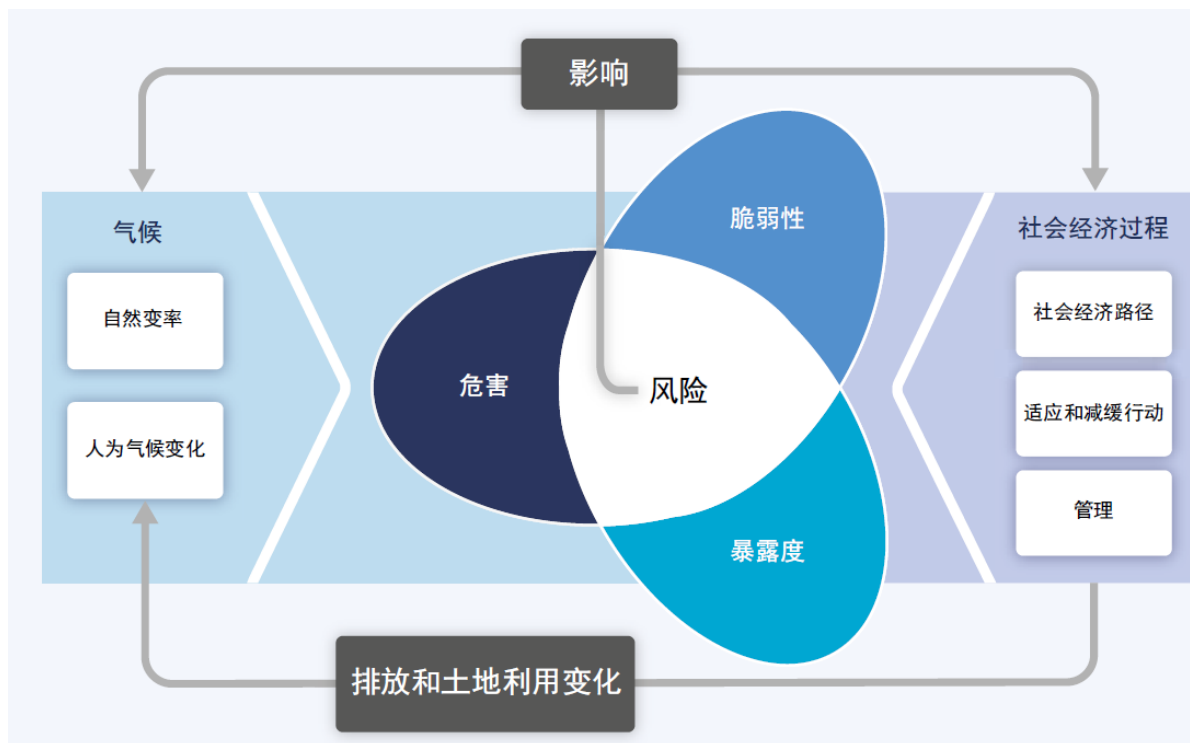 影响
气候
自然变率
人为气候变化
危害
脆弱性
风险
暴露度
社会经济过程
社会经济路径
适应和减缓行动
管理
排放和土地利用变化